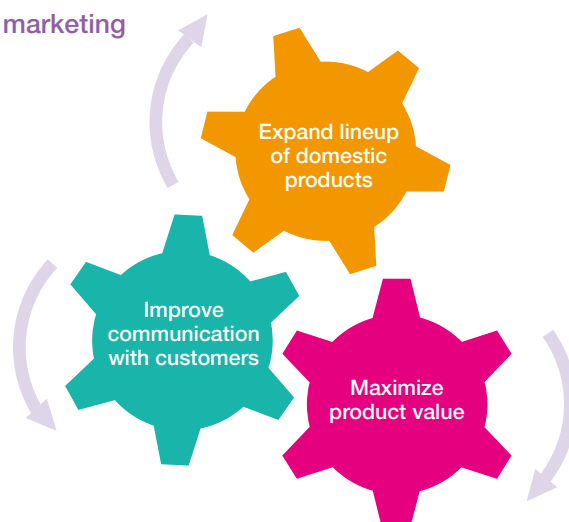 marketing
Expand lineup
of domestic
products
Improve
communication
with customers
Maximize
product value